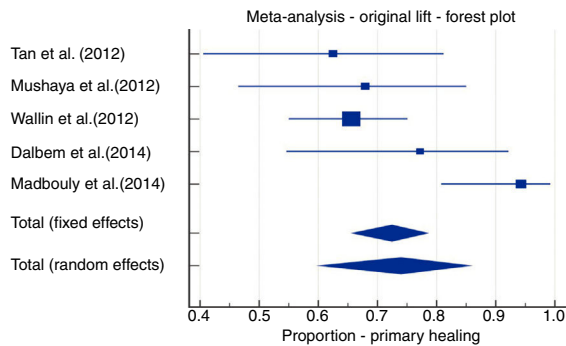 Meta-analysis - original lift - forest plot
Tan et al. (2012)
Mushaya et al.(2012)
Wallin et al.(2012)
Dalbem et al.(2014)
Madbouly et al.(2014)
Total (fixed effects)
Total (random effects)
0.4 0.5 0.6 0.7 0.8 0.9 1.0
Proportion - primary healing